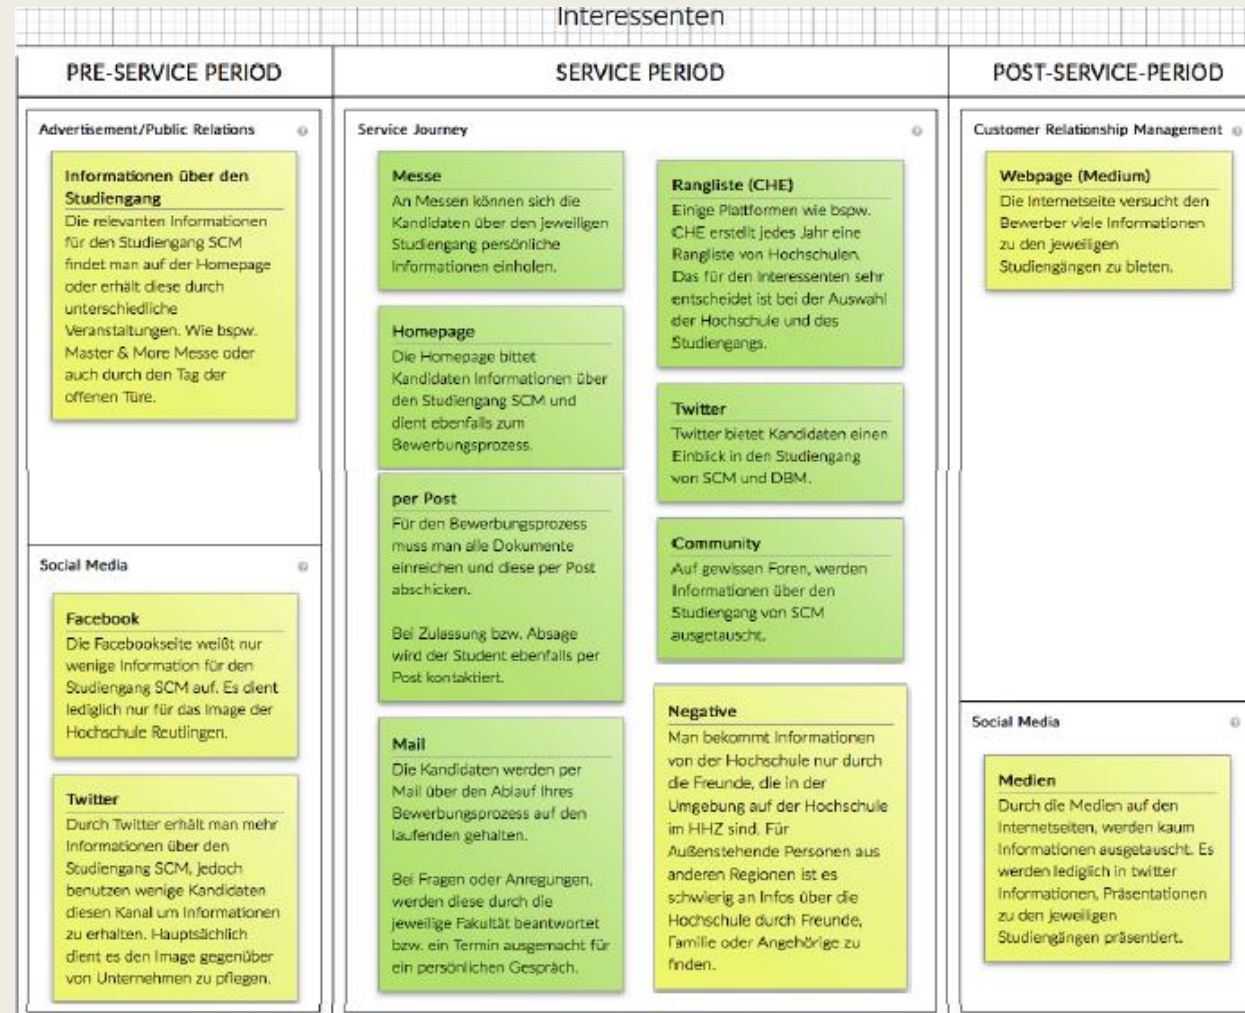 Interessenten
PRE-SERVICE PERIOD
SERVICE PERIOD
POST-SERVICE-PERIOD
Advertisement/Public Relations
Informationen über den
Studiengang
Die relevanten Informationen
für den Studiengang SCM
findet man auf der Homepage
oder erhält diese durch
unterschiedliche
Veranstaltungen. Wie bspw.
Master & More Messe oder
auch durch den Tag der
offenen Türe.
Social Media
Facebook
Die Facebookseite weißt nur
wenige Information für den
Studiengang SCM auf. Es dient
lediglich nur für das Image der
Hochschule Reutlingen.
Twitter
Durch Twitter erhält man mehr
Informationen über den
Studiengang SCM, jedoch
benutzen wenige Kandidaten
diesen Kanal um Informationen
zu erhalten. Hauptsächlich
dient es den Image gegenüber
von Unternehmen zu pflegen.
Service Journey
Messe
An Messen können sich die
Kandidaten über den jeweiligen
Studiengang persönliche
Informationen einholen.
Homepage
Die Homepage bittet
Kandidaten Informationen über
den Studiengang SCM und
dient ebenfalls zum
Bewerbungsprozess.
per Post
Für den Bewerbungsprozess
muss man alle Dokumente
einreichen und diese per Post
abschicken.
Bei Zulassung bzw. Absage
wird der Student ebenfalls per
Post kontaktiert.
Mail
Die Kandidaten werden per
Mail über den Ablauf Ihres
Bewerbungsprozess auf den
laufenden gehalten.
Bei Fragen oder Anregungen,
werden diese durch die
jeweilige Fakultät beantwortet
bzw. ein Termin ausgemacht für
ein persönlichen Gespräch.
Rangliste (CHE)
Einige Plattformen wie bspw.
CHE erstellt jedes Jahr eine
Rangliste von Hochschulen.
Das für den Interessenten sehr
entscheidet ist bei der Auswahl
der Hochschule und des
Studiengangs.
Twitter
Twitter bietet Kandidaten einen
Einblick in den Studiengang
von SCM und DBM.
Community
Auf gewissen Foren, werden
Informationen über den
Studiengang von SCM
ausgetauscht.
Negative
Man bekommt Informationen
von der Hochschule nur durch
die Freunde, die in der
Umgebung auf der Hochschule
im HHZ sind. Für
Außenstehende Personen aus
anderen Regionen ist es
schwierig an Infos über die
Hochschule durch Freunde,
Familie oder Angehörige zu
finden.
Customer Relationship Management
Webpage (Medium)
Die Internetseite versucht den
Bewerber viele Informationen
zu den jeweiligen
Studiengängen zu bieten.
Social Media
Medien
Durch die Medien auf den
Internetseiten, werden kaum
Informationen ausgetauscht. Es
werden lediglich in twitter
Informationen, Präsentationen
zu den jeweiligen
Studiengängen präsentiert.